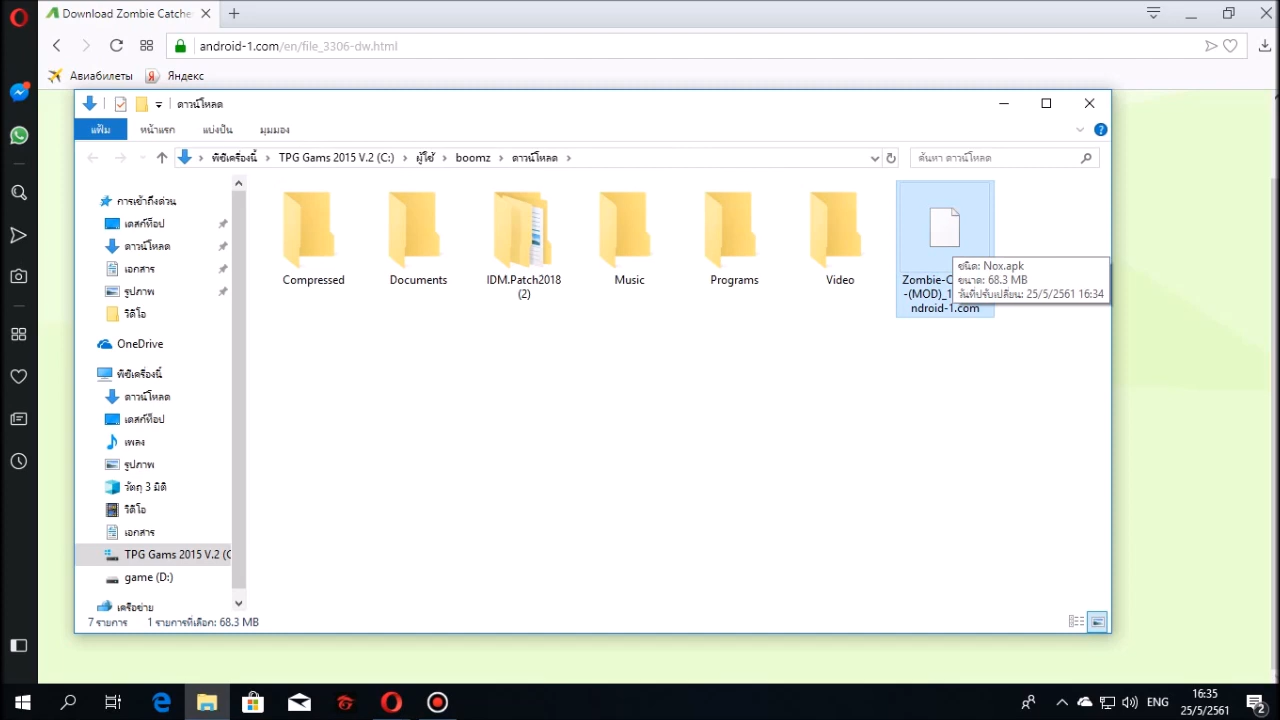 Download Zombie Catche
android-1.com/en/file_3306-dw.html
Авиабилеты
Яндекс
ดาวน์โหลด
แฟ้ม
หน้าแรก
แบ่งปัน
มุมมอง
พีซีเครื่องนี้
TPG Gams 2015 V.2 (C:)
ผู้ใช้
boomz
ดาวน์โหลด
ค้นหา ดาวน์โหลด
การเข้าถึงด่วน
เดสก์ท็อป
ดาวน์โหลด
เอกสาร
รูปภาพ
วิดีโอ
OneDrive
พีซีเครื่องนี้
ดาวน์โหลด
เดสก์ท็อป
เพลง
รูปภาพ
วัตถุ 3 มิติ
วิดีโอ
เอกสาร
TPG Gams 2015 V.2 (C
game (D:)
เครือข่าย
Compressed
Documents
IDM.Patch2018
(2)
Music
Programs
Video
Zombie-C
-(MOD)_1
ndroid-1.com
ชนิด: Nox.apk
ขนาด: 68.3 MB
วันที่ปรับเปลี่ยน: 25/5/2561 16:34
7 รายการ
1 รายการที่เลือก: 68.3 MB
ENG
16:35
25/5/2561
2